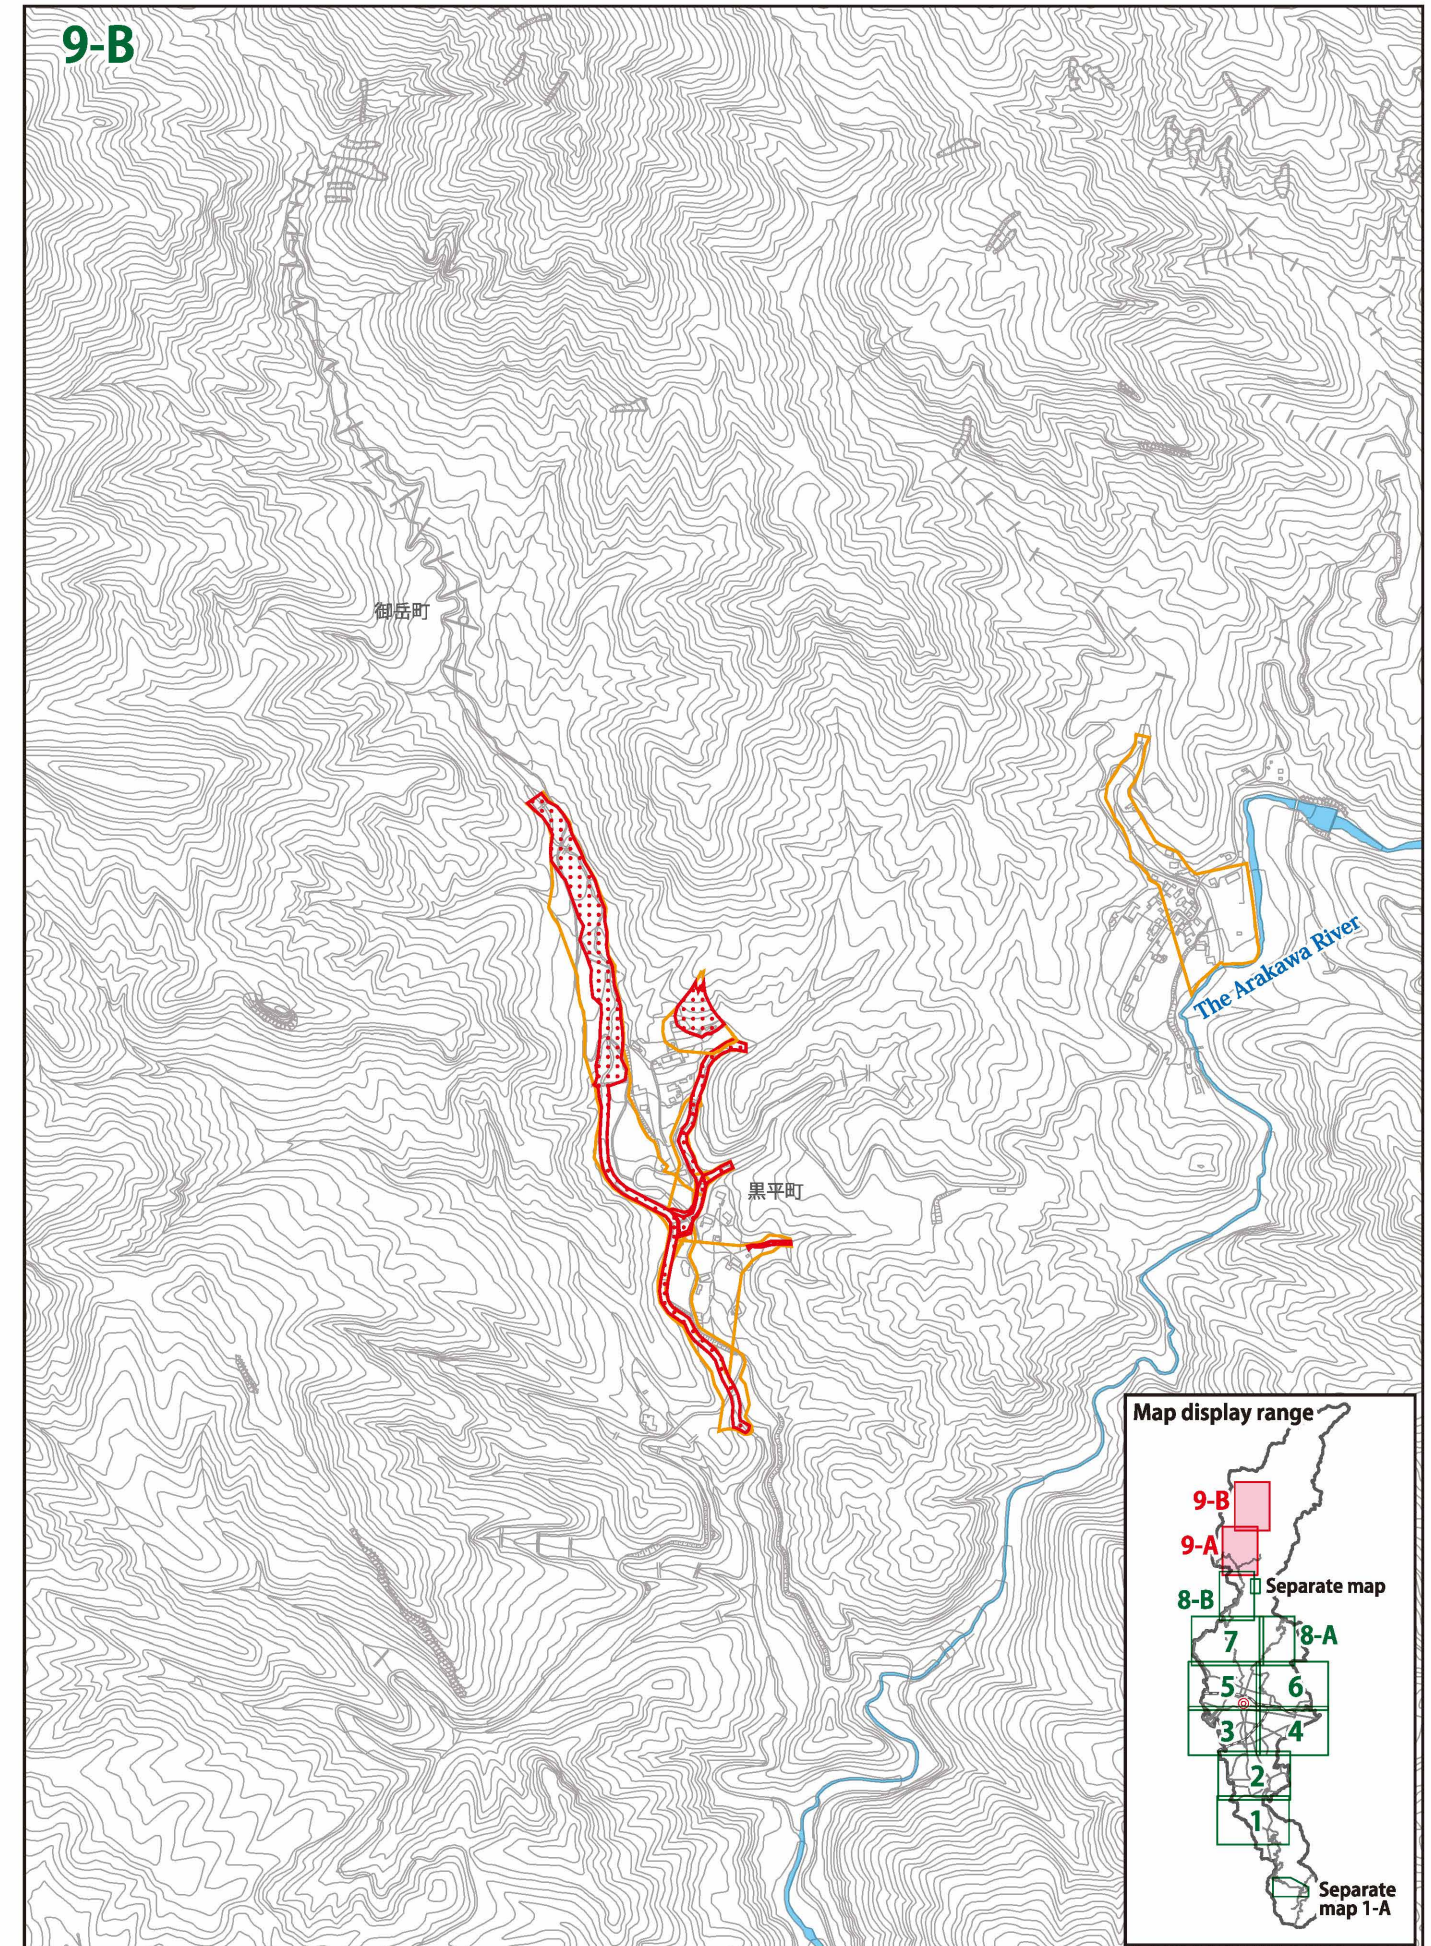 9-B
御岳町
The Arakawa River
黒平町
Map display range
9-B
9-A
Separate map
8-B
7
8-A
5
6
3
4
2
1
Separate
map 1-A